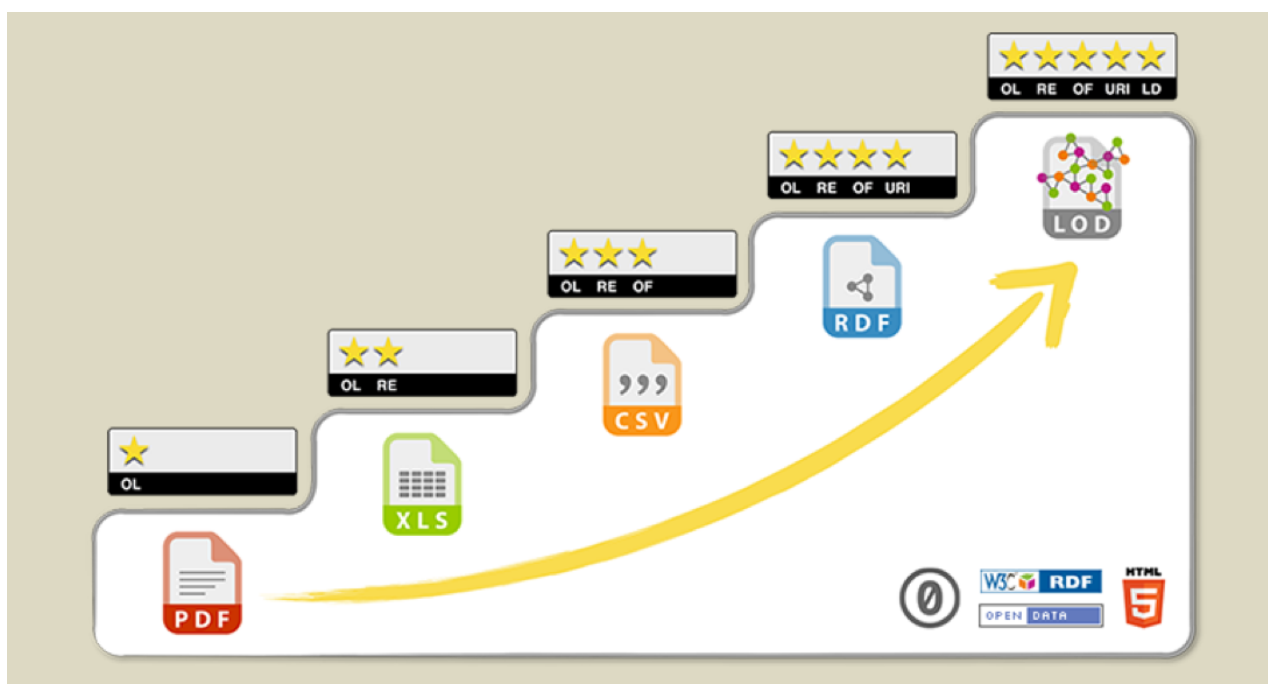 OL RE OF URI LD
OL RE OF URI
LOD
OL RE OF
RDF
OL RE
CSV
OL
XLS
PDF
0
W3C RDF
OPEN DATA
HTML
5